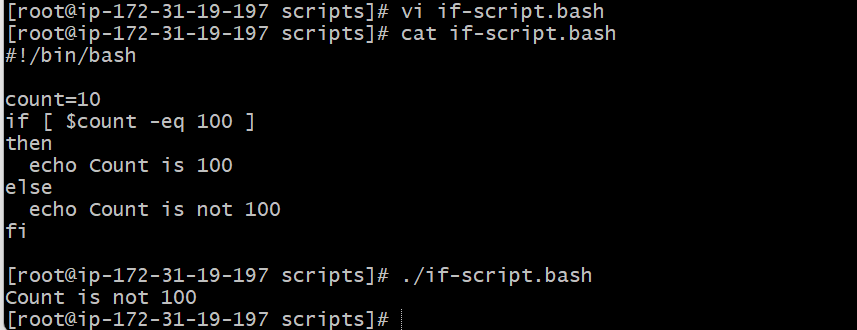 [root@ip-172-31-19-197 scripts]# vi if-script.bash
[root@ip-172-31-19-197 scripts]# cat if-script.bash
#!/bin/bash

count=10
if [ $count -eq 100 ]
then
  echo Count is 100
else
  echo Count is not 100
fi

[root@ip-172-31-19-197 scripts]# ./if-script.bash
Count is not 100
[root@ip-172-31-19-197 scripts]#